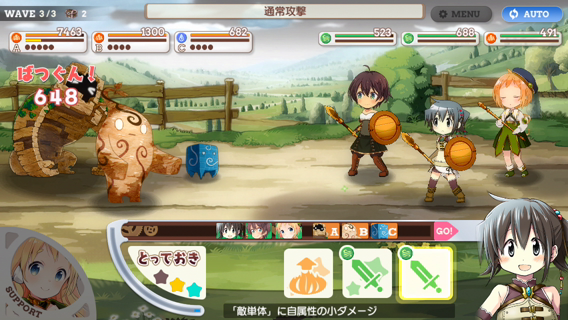 WAVE 3/3 2
通常攻撃
MENU
AUTO
7463
A
1300
B
682
C
523
688
491
ばつぐん!
648
A B C GO!
とっておき
SUPPORT
「敵単体」に自属性の小ダメージ